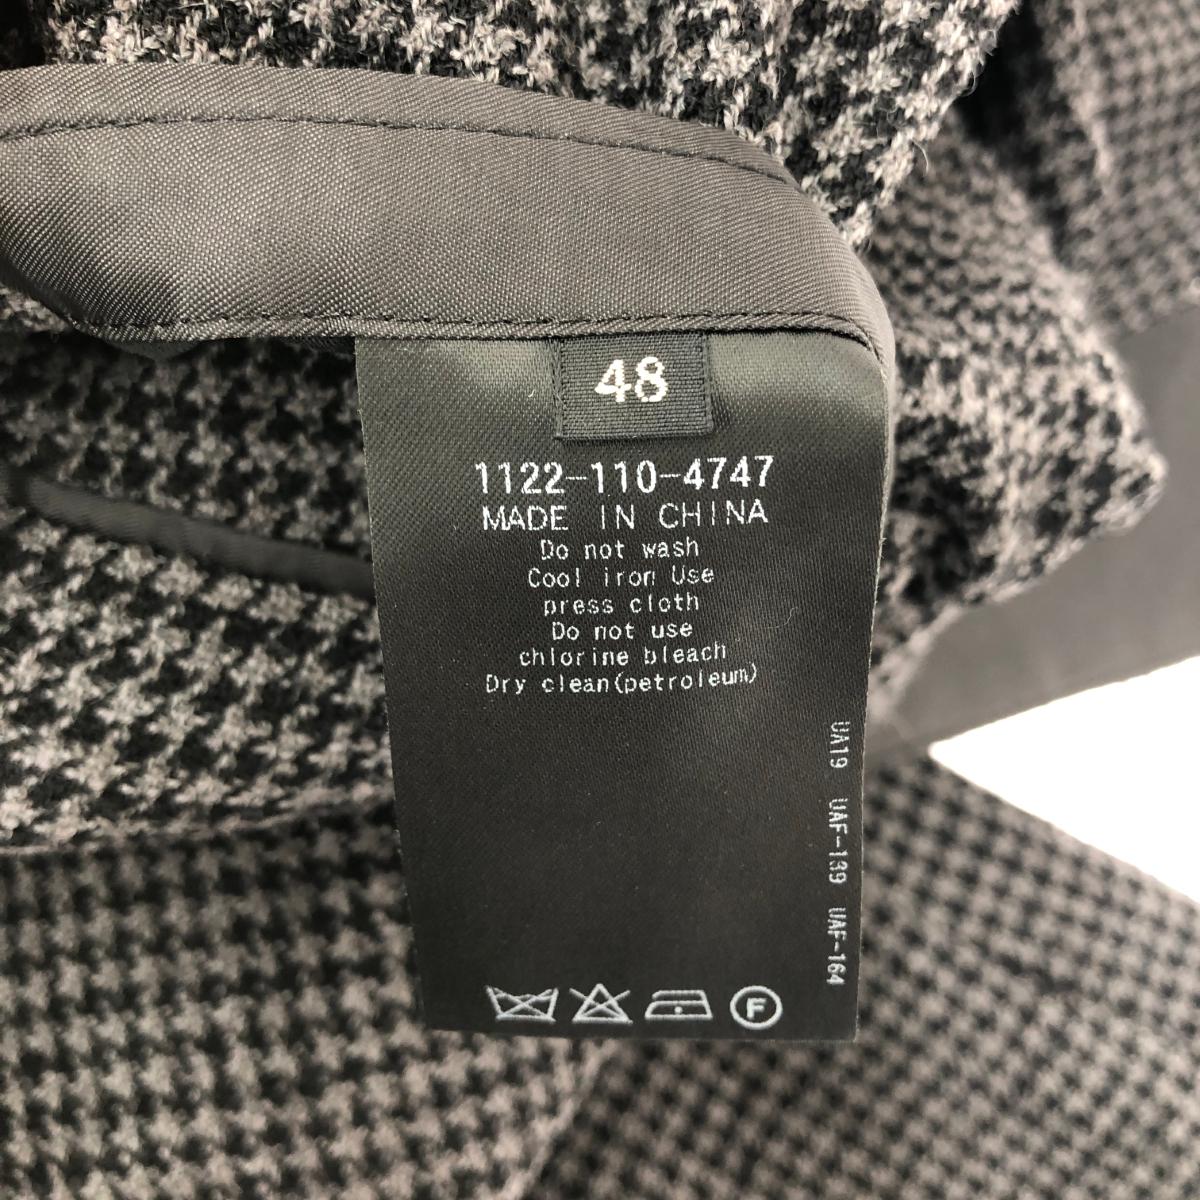 48
1122-110-4747
MADE IN CHINA
Do not wash
Cool iron Use
press cloth
Do not use
chlorine bleach
Dry clean(petroleum)
UA19 UAF-139 UAF-164
F